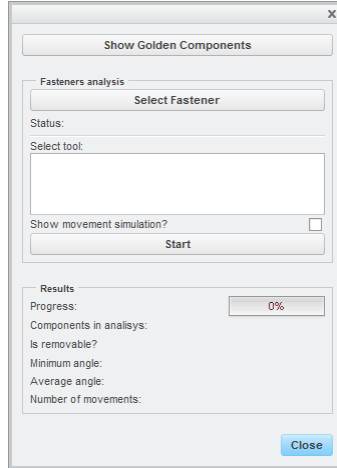 x
Show Golden Components
Fasteners analysis
Select Fastener
Status:
Select tool:
Show movement simulation?
Start
Results
Progress: 0%
Components in analisys:
Is removable?
Minimum angle:
Average angle:
Number of movements:
Close